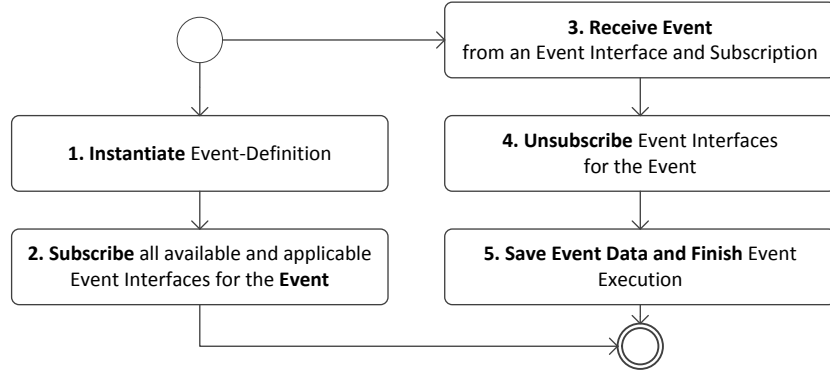 1. Instantiate Event-Definition
2. Subscribe all available and applicable
Event Interfaces for the Event
3. Receive Event
from an Event Interface and Subscription
4. Unsubscribe Event Interfaces
for the Event
5. Save Event Data and Finish Event
Execution